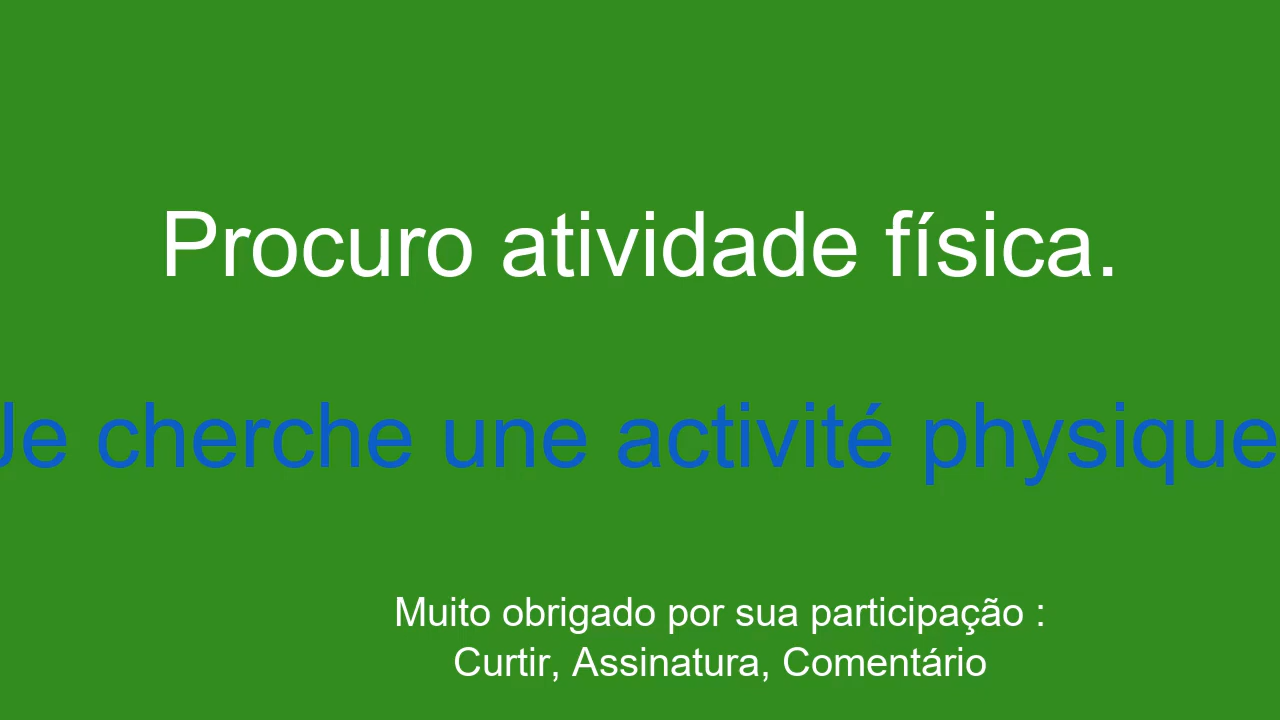 Procuro atividade física.
Je cherche une activité physique
Muito obrigado por sua participação :
Curtir, Assinatura, Comentário